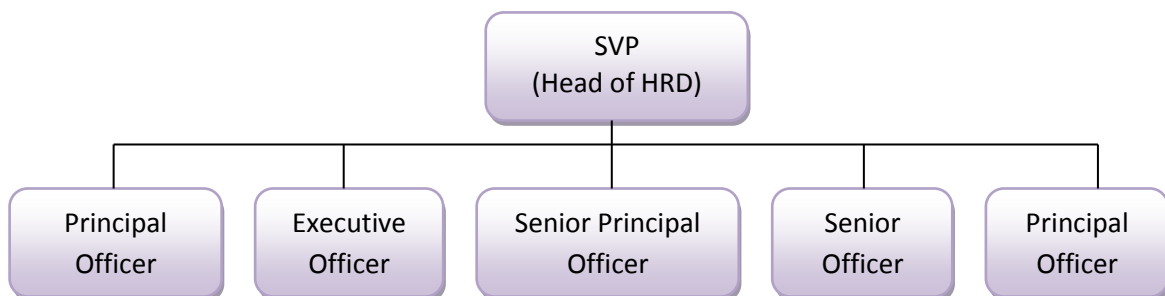 SVP
(Head of HRD)
Principal
Officer
Executive
Officer
Senior Principal
Officer
Senior
Officer
Principal
Officer